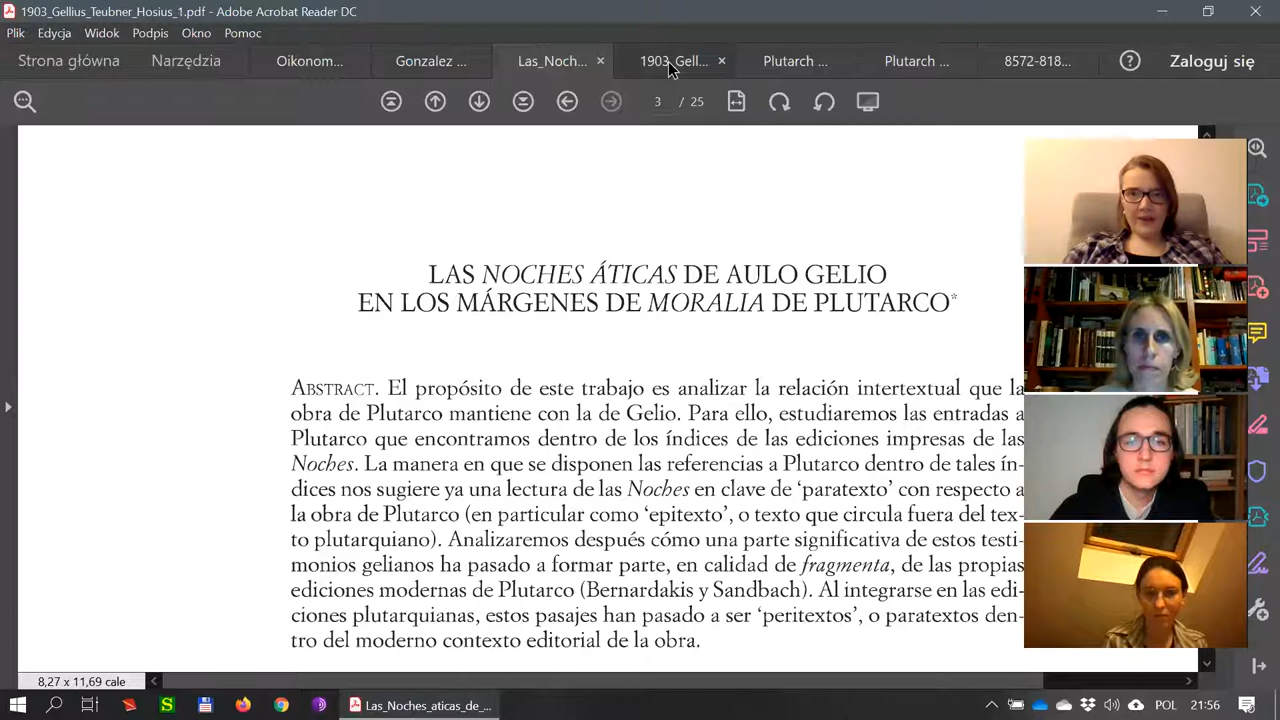 1903_Gellius_Teubner_Hosius_1.pdf - Adobe Acrobat Reader DC
Plik Edycja Widok Podpis Okno Pomoc
Strona główna Narzędzia Oikonom... Gonzalez ... Las_Noch... × 1903_Gell... × Plutarch ... Plutarch ... 8572-818... Zaloguj się
3 / 25
LAS NOCHES ÁTICAS DE AULO GELIO
EN LOS MÁRGENES DE MORALIA DE PLUTARCO*
ABSTRACT. El propósito de este trabajo es analizar la relación intertextual que la
obra de Plutarco mantiene con la de Gelio. Para ello, estudiaremos las entradas a
Plutarco que encontramos dentro de los índices de las ediciones impresas de las
Noches. La manera en que se disponen las referencias a Plutarco dentro de tales ín-
dices nos sugiere ya una lectura de las Noches en clave de ‘paratexto’ con respecto a
la obra de Plutarco (en particular como ‘epitexto’, o texto que circula fuera del tex-
to plutarquiano). Analizaremos después cómo una parte significativa de estos testi-
monios gelianos ha pasado a formar parte, en calidad de fragmenta, de las propias
ediciones modernas de Plutarco (Bernardakis y Sandbach). Al integrarse en las edi-
ciones plutarquianas, estos pasajes han pasado a ser ‘peritextos’, o paratextos den-
tro del moderno contexto editorial de la obra.
8,27 x 11,69 cale
Las_Noches_aticas_de_... POL 21:56